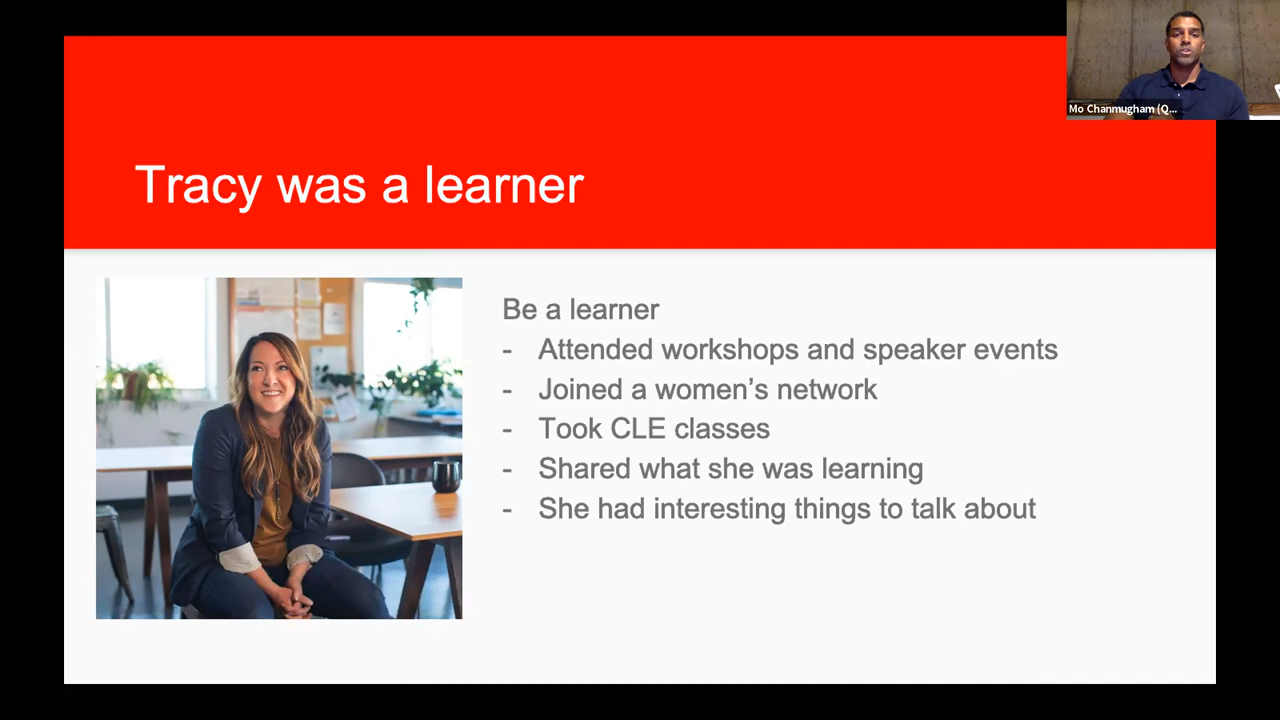 Mo Chanmugham (Q...
Tracy was a learner
Be a learner
- Attended workshops and speaker events
- Joined a women’s network
- Took CLE classes
- Shared what she was learning
- She had interesting things to talk about